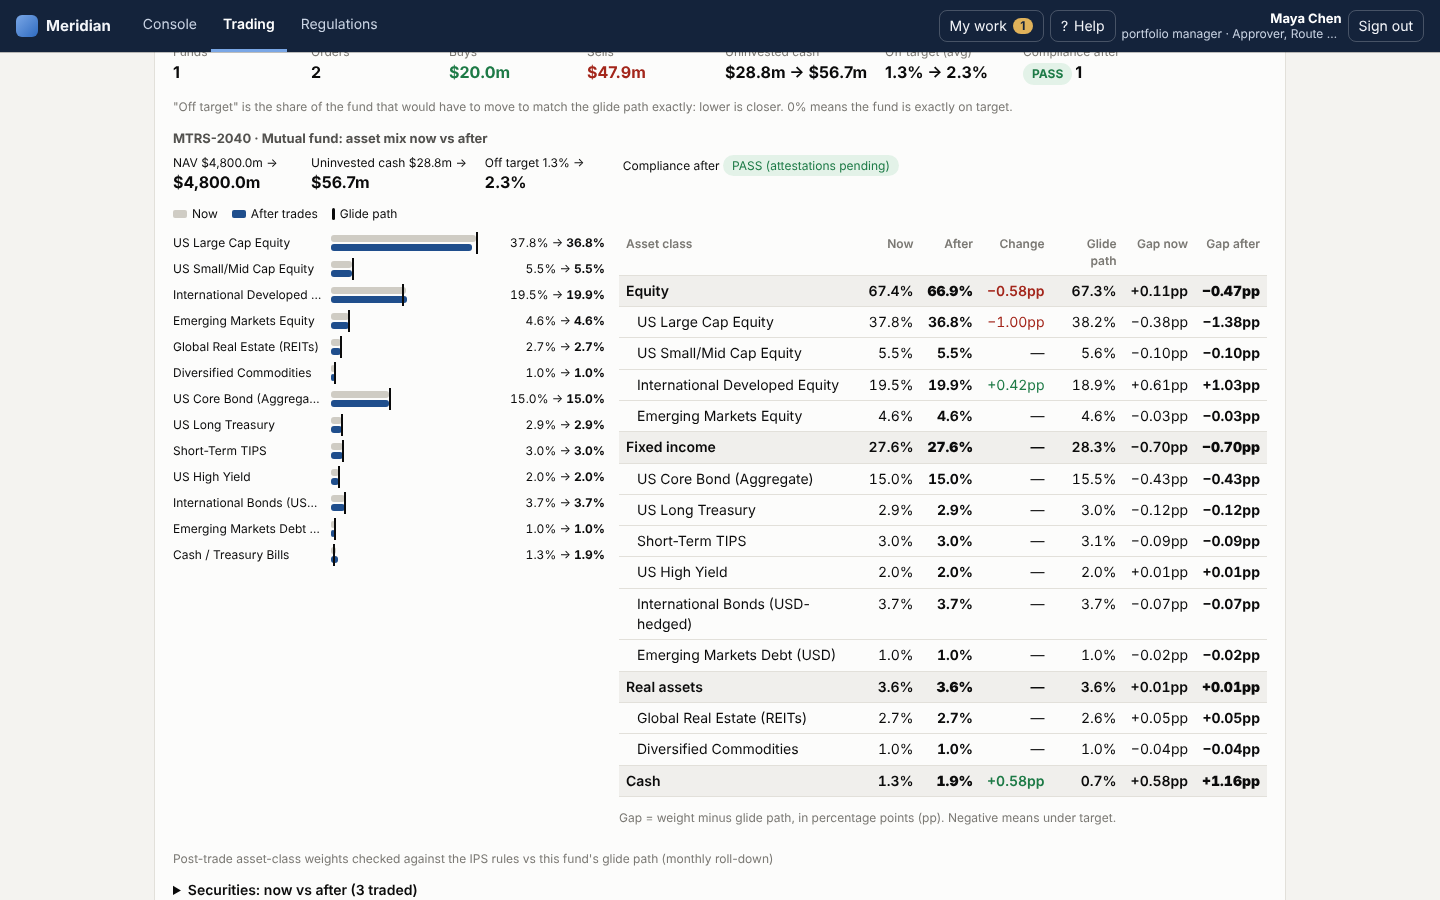 Meridian
Console
Trading
Regulations
My work 1
? Help
Maya Chen
portfolio manager · Approver, Route ...
Sign out
Funds Orders Buys Sells Uninvested cash Off target (avg) Compliance after
1 2 $20.0m $47.9m $28.8m → $56.7m 1.3% → 2.3% PASS 1
"Off target" is the share of the fund that would have to move to match the glide path exactly: lower is closer. 0% means the fund is exactly on target.
MTRS-2040 · Mutual fund: asset mix now vs after
NAV $4,800.0m → Uninvested cash $28.8m → Off target 1.3% → Compliance after PASS (attestations pending)
$4,800.0m $56.7m 2.3%
Now After trades Glide path
US Large Cap Equity 37.8% → 36.8%
US Small/Mid Cap Equity 5.5% → 5.5%
International Developed ... 19.5% → 19.9%
Emerging Markets Equity 4.6% → 4.6%
Global Real Estate (REITs) 2.7% → 2.7%
Diversified Commodities 1.0% → 1.0%
US Core Bond (Aggrega... 15.0% → 15.0%
US Long Treasury 2.9% → 2.9%
Short-Term TIPS 3.0% → 3.0%
US High Yield 2.0% → 2.0%
International Bonds (US... 3.7% → 3.7%
Emerging Markets Debt ... 1.0% → 1.0%
Cash / Treasury Bills 1.3% → 1.9%
Asset class Now After Change Glide path Gap now Gap after
Equity 67.4% 66.9% −0.58pp 67.3% +0.11pp −0.47pp
US Large Cap Equity 37.8% 36.8% −1.00pp 38.2% −0.38pp −1.38pp
US Small/Mid Cap Equity 5.5% 5.5% — 5.6% −0.10pp −0.10pp
International Developed Equity 19.5% 19.9% +0.42pp 18.9% +0.61pp +1.03pp
Emerging Markets Equity 4.6% 4.6% — 4.6% −0.03pp −0.03pp
Fixed income 27.6% 27.6% — 28.3% −0.70pp −0.70pp
US Core Bond (Aggregate) 15.0% 15.0% — 15.5% −0.43pp −0.43pp
US Long Treasury 2.9% 2.9% — 3.0% −0.12pp −0.12pp
Short-Term TIPS 3.0% 3.0% — 3.1% −0.09pp −0.09pp
US High Yield 2.0% 2.0% — 2.0% +0.01pp +0.01pp
International Bonds (USD-hedged) 3.7% 3.7% — 3.7% −0.07pp −0.07pp
Emerging Markets Debt (USD) 1.0% 1.0% — 1.0% −0.02pp −0.02pp
Real assets 3.6% 3.6% — 3.6% +0.01pp +0.01pp
Global Real Estate (REITs) 2.7% 2.7% — 2.6% +0.05pp +0.05pp
Diversified Commodities 1.0% 1.0% — 1.0% −0.04pp −0.04pp
Cash 1.3% 1.9% +0.58pp 0.7% +0.58pp +1.16pp
Gap = weight minus glide path, in percentage points (pp). Negative means under target.
Post-trade asset-class weights checked against the IPS rules vs this fund's glide path (monthly roll-down)
▶ Securities: now vs after (3 traded)